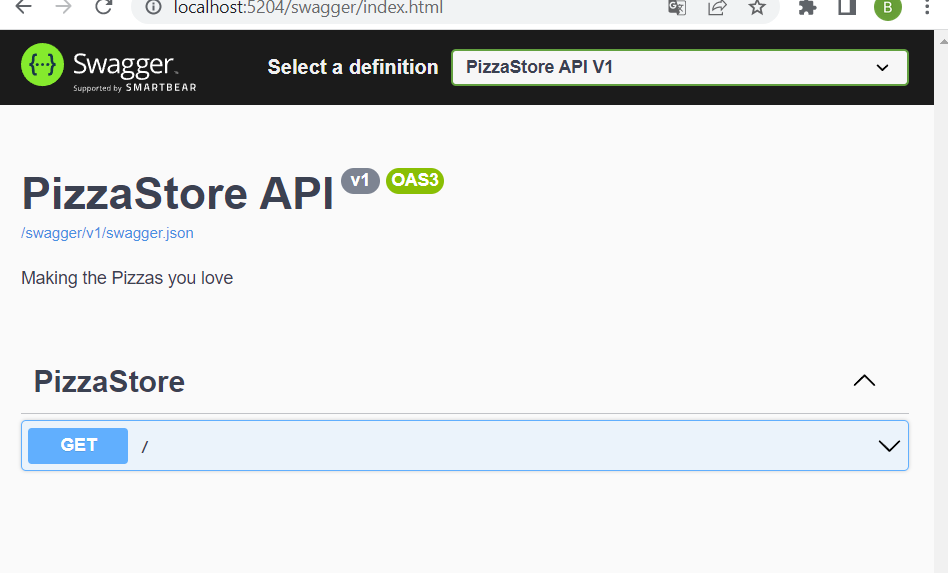 localhost:5204/swagger/index.html
B
Swagger
Supported by SMARTBEAR
Select a definition
PizzaStore API V1
PizzaStore API v1 OAS3
/swagger/v1/swagger.json
Making the Pizzas you love
PizzaStore
GET /